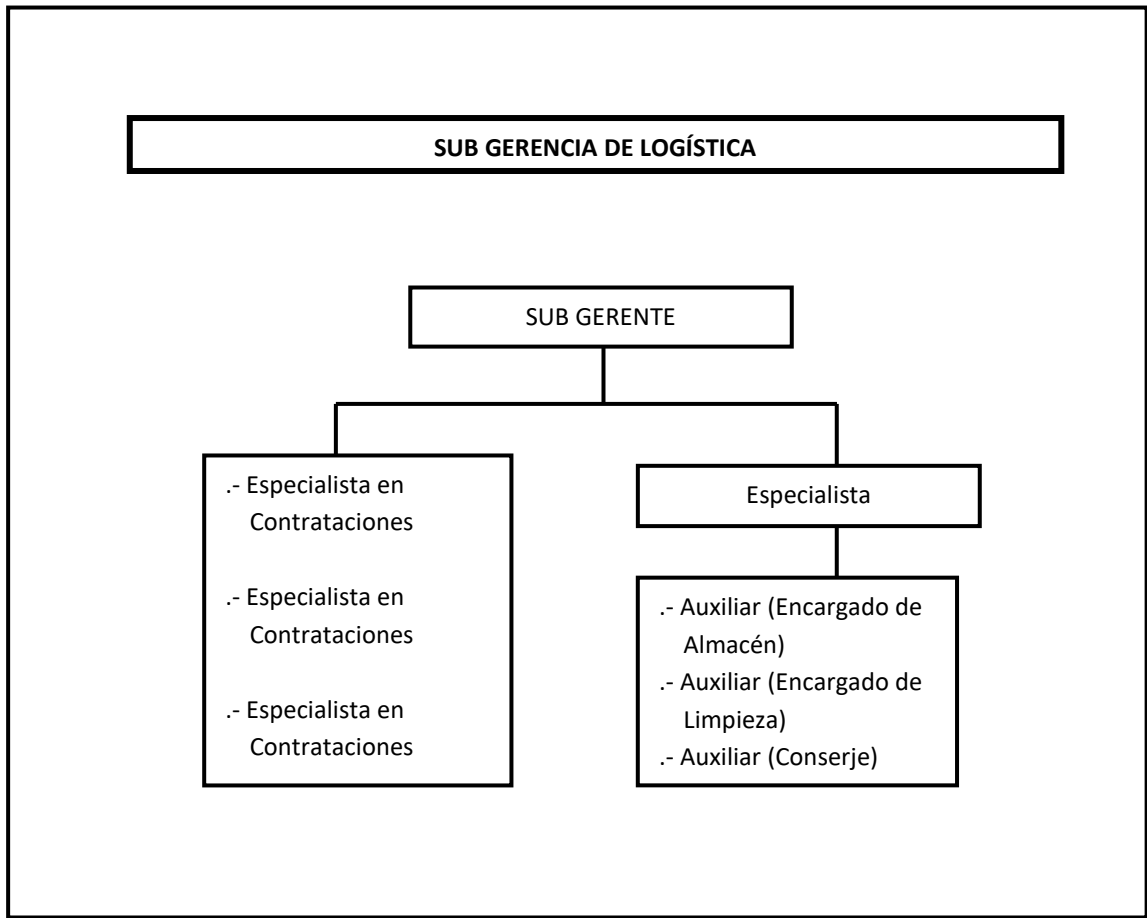 SUB GERENCIA DE LOGÍSTICA
SUB GERENTE
.- Especialista en
Contrataciones
.- Especialista en
Contrataciones
.- Especialista en
Contrataciones
Especialista
.- Auxiliar (Encargado de
Almacén)
.- Auxiliar (Encargado de
Limpieza)
.- Auxiliar (Conserje)